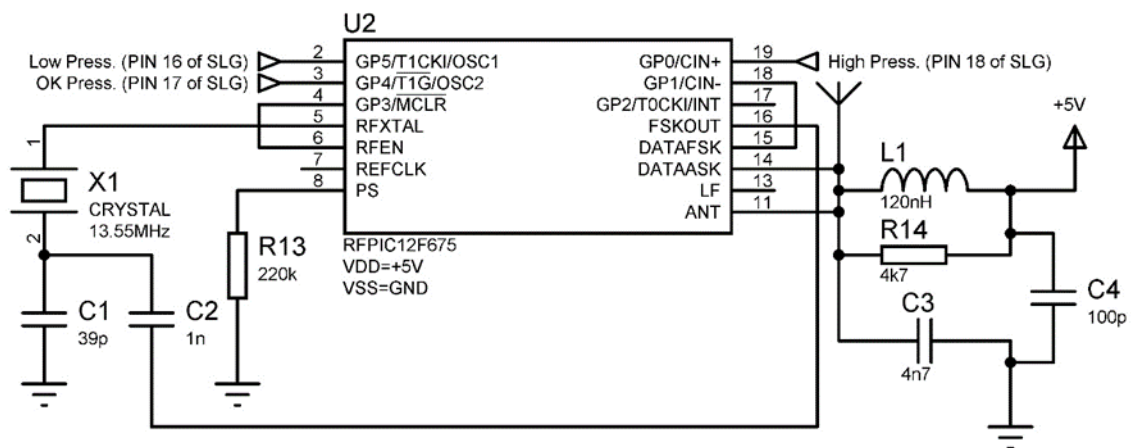 U2
Low Press. (PIN 16 of SLG)
2
GP5/T1CKI/OSC1
GP0/CIN+
19
High Press. (PIN 18 of SLG)
OK Press. (PIN 17 of SLG)
3
GP4/T1G/OSC2
GP1/CIN-
18
4
GP3/MCLR
GP2/T0CKI/INT
17
+5V
5
RFXTAL
FSKOUT
16
1
6
RFEN
DATAFSK
15
L1
7
REFCLK
DATAASK
14
120nH
X1
8
PS
LF
13
CRYSTAL
13.55MHz
ANT
11
R14
4k7
2
R13
220k
RFPIC12F675
VDD=+5V
VSS=GND
C4
100p
C1
39p
C2
1n
C3
4n7